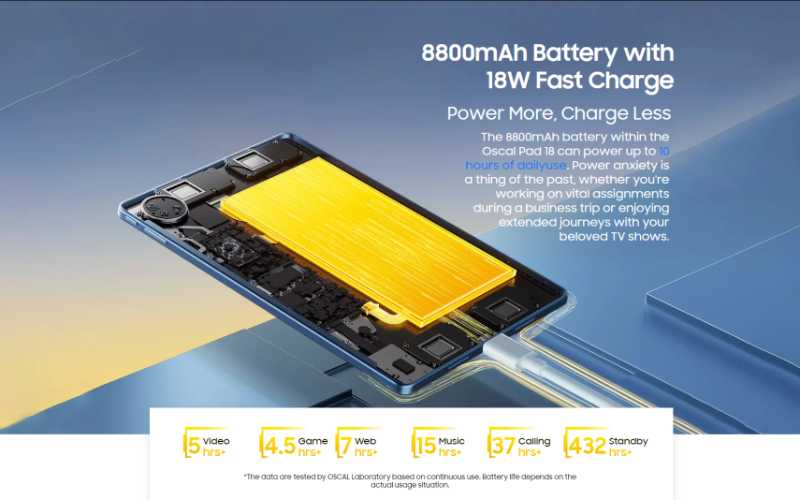 8800mAh Battery with
18W Fast Charge
Power More, Charge Less
The 8800mAh battery within the
Oscal Pad 18 can power up to 10
hours of dailyuse. Power anxiety is
a thing of the past, whether you're
working on vital assignments
during a business trip or enjoying
extended journeys with your
beloved TV shows.
5 Video hrs+
4.5 Game hrs+
7 Web hrs+
15 Music hrs+
37 Calling hrs+
432 Standby hrs+
*The data are tested by OSCAL Laboratory based on continuous use. Battery life depends on the
actual usage situation.